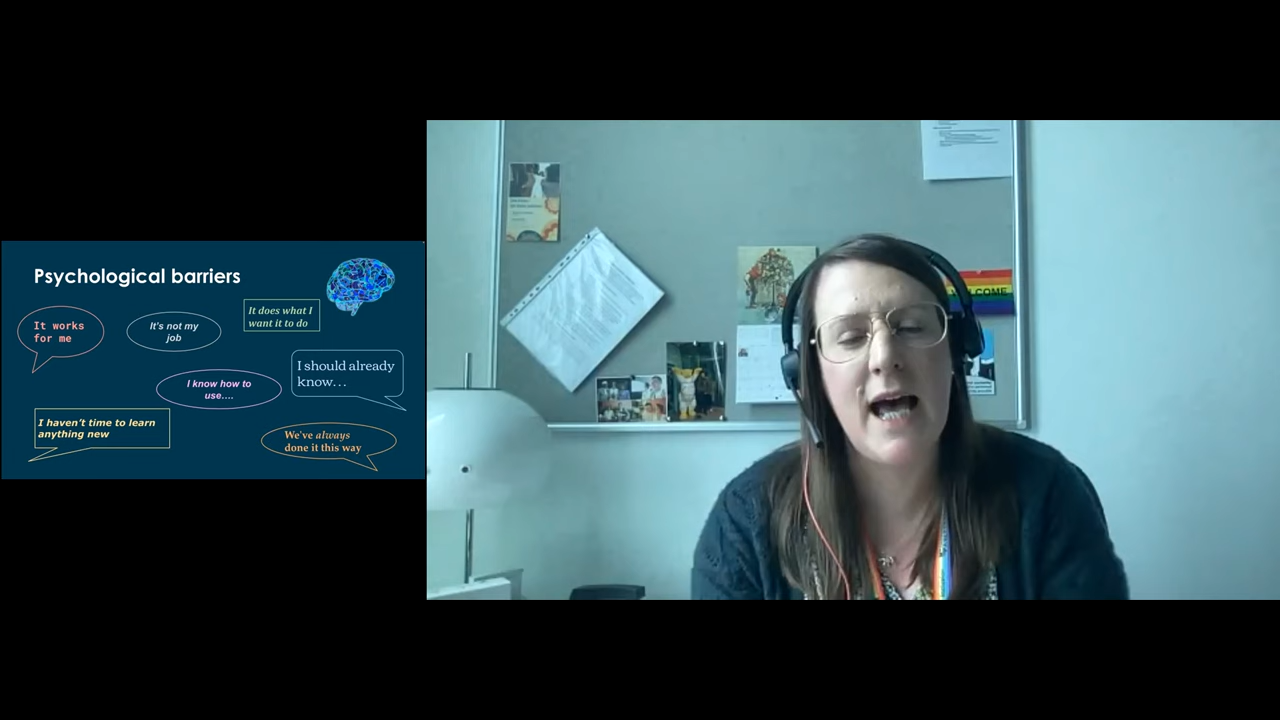 Psychological barriers
It works
for me
It's not my
job
It does what I
want it to do
I should already
know…
I know how to
use….
I haven't time to learn
anything new
We've always
done it this way
WELCOME